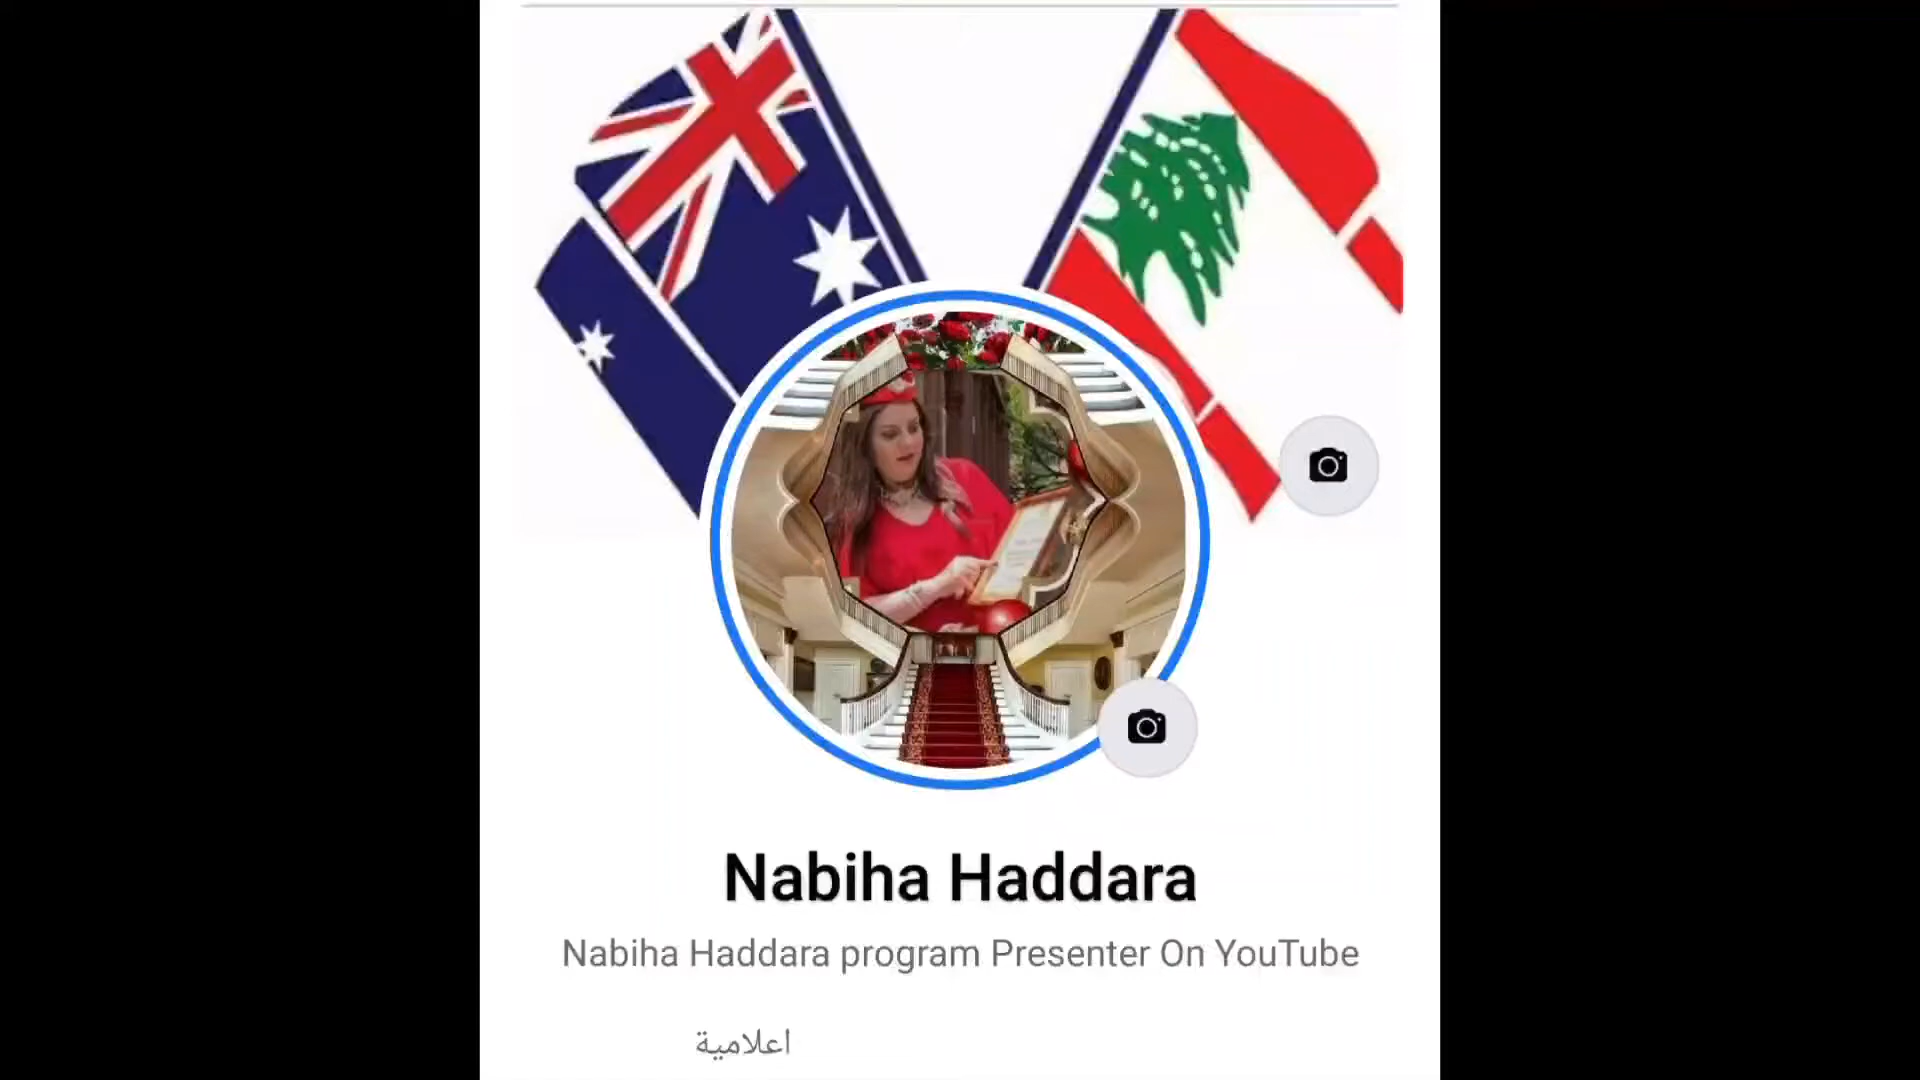 Nabiha Haddara
Nabiha Haddara program Presenter On YouTube
اعلامية